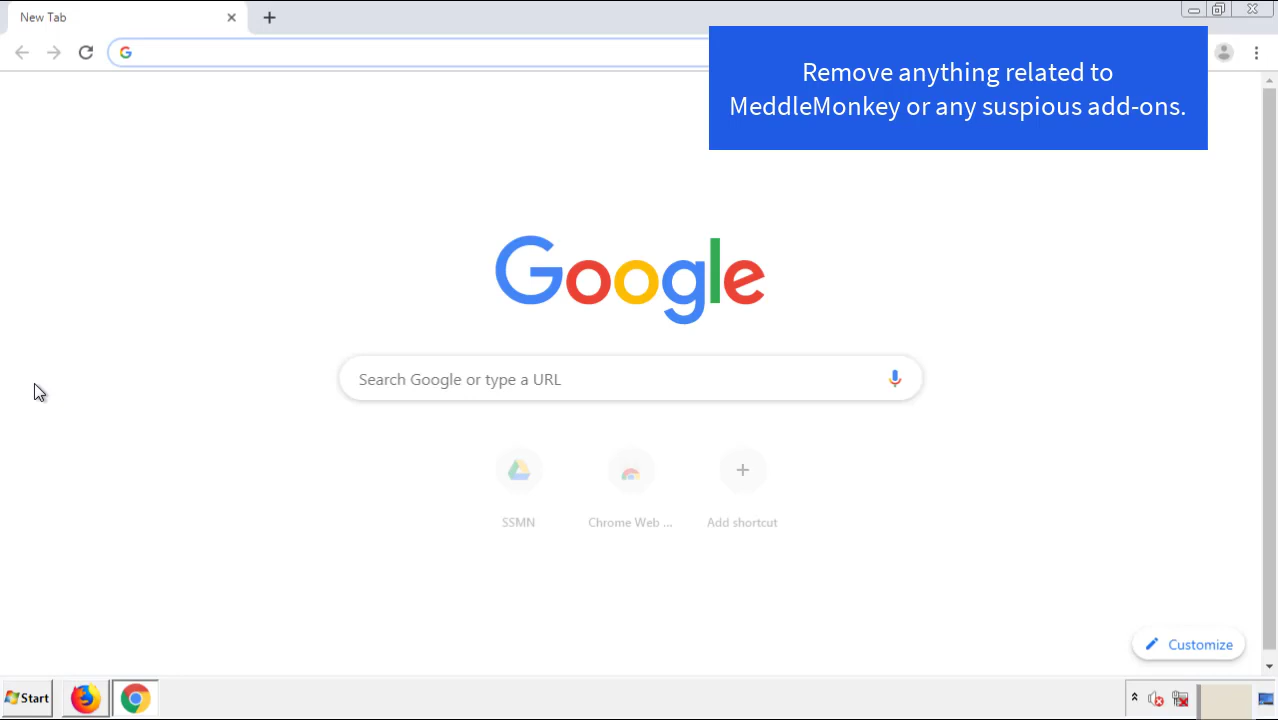 New Tab
Remove anything related to
MeddleMonkey or any suspious add-ons.
Google
Search Google or type a URL
SSMN
Chrome Web ...
Add shortcut
Customize
Start